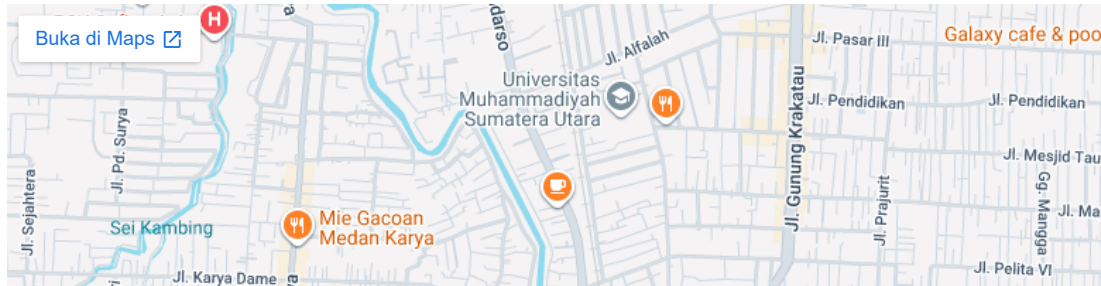 Buka di Maps
H
ndarso
Jl. Alfalah
Jl. Pasar III
Galaxy cafe & poo
Universitas
Muhammadiyah
Sumatera Utara
Jl. Gunung Krakatau
Jl. Pendidikan
Jl. Pendidikan
Jl. Pd. Surya
Jl. Mesjid Tau
Jl. Sejahtera
Jl. Prajurit
Gg. Mangga
Jl. Ma
Sei Kambing
Mie Gacoan
Medan Karya
Jl. Karya Dame
Jl. Pelita VI